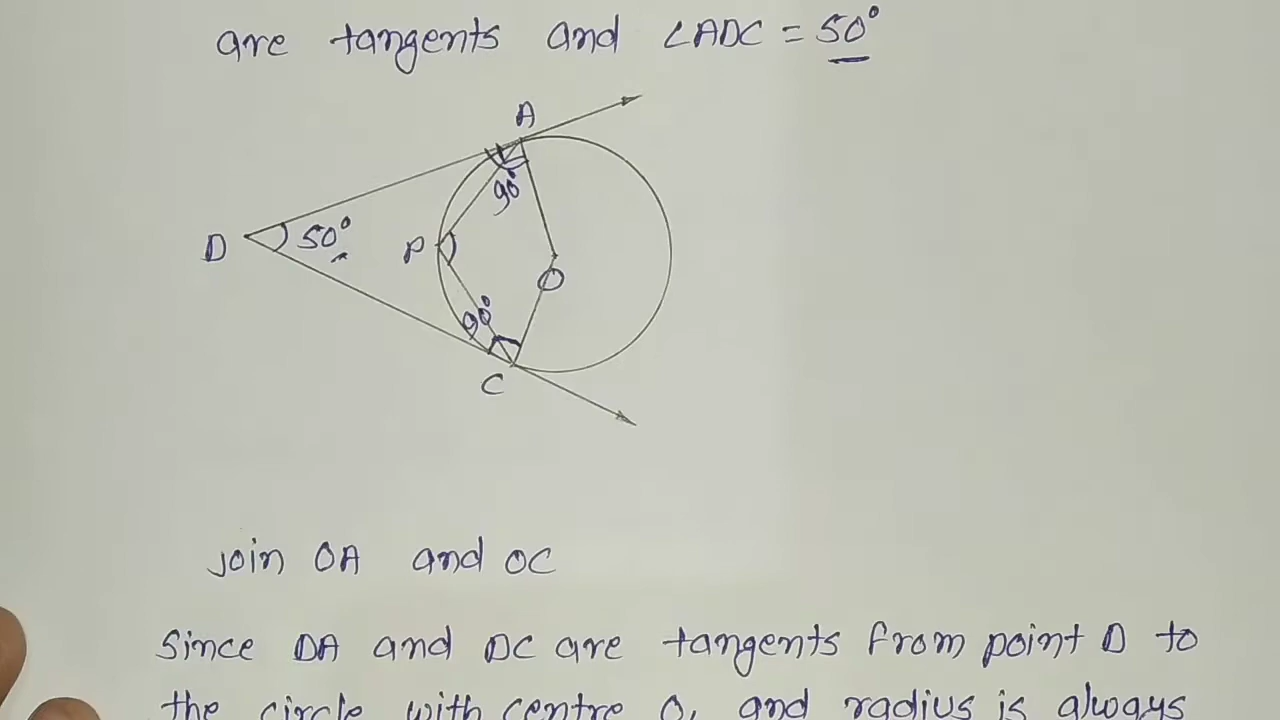 are tangents and ∠ADC = 50°
A
90°
D
50°
P
O
90°
C
Join OA and OC
Since DA and DC are tangents from point D to
the circle with centre O, and radius is always